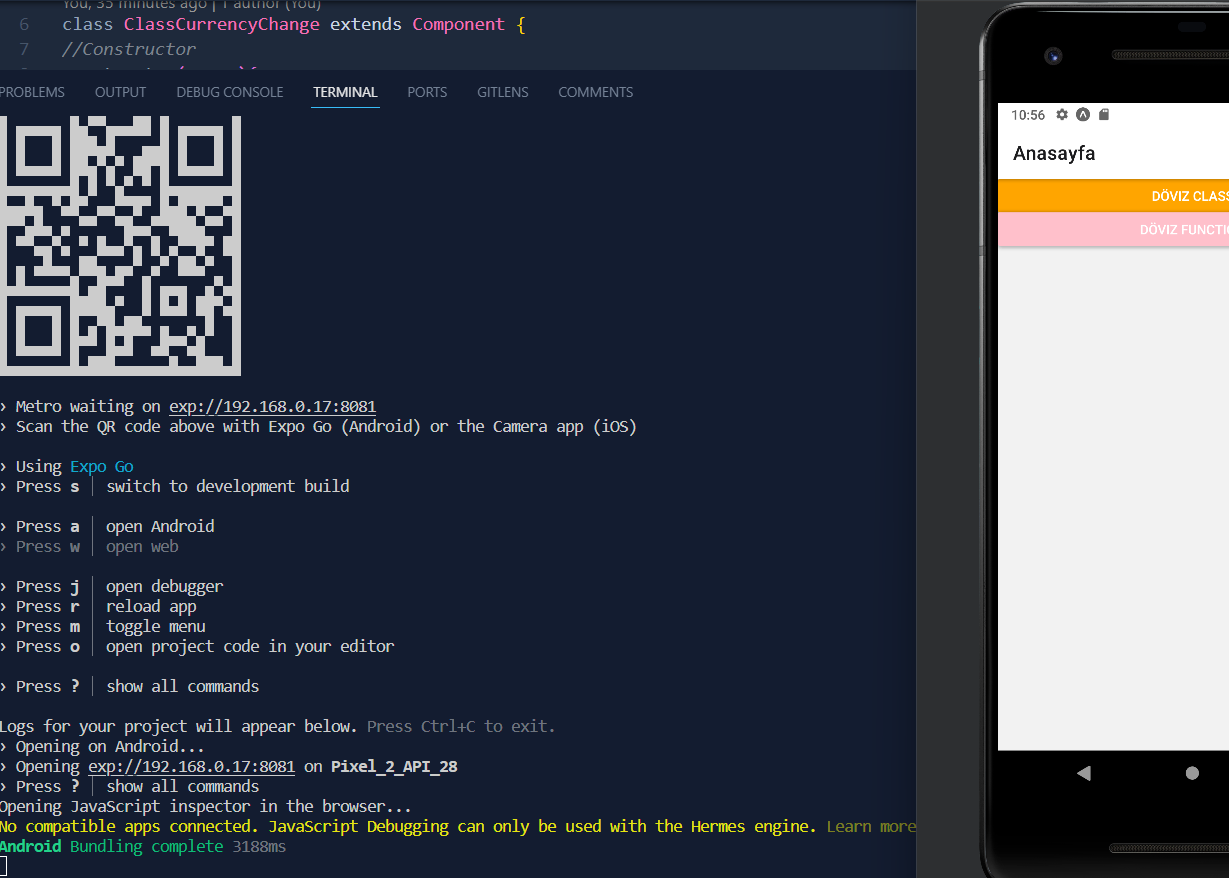 You, 35 minutes ago | 1 author (You)
6 class ClassCurrencyChange extends Component {
7 //Constructor
PROBLEMS OUTPUT DEBUG CONSOLE TERMINAL PORTS GITLENS COMMENTS
› Metro waiting on exp://192.168.0.17:8081
› Scan the QR code above with Expo Go (Android) or the Camera app (iOS)
› Using Expo Go
› Press s │ switch to development build
› Press a │ open Android
› Press w │ open web
› Press j │ open debugger
› Press r │ reload app
› Press m │ toggle menu
› Press o │ open project code in your editor
› Press ? │ show all commands
Logs for your project will appear below. Press Ctrl+C to exit.
› Opening on Android...
› Opening exp://192.168.0.17:8081 on Pixel_2_API_28
› Press ? │ show all commands
Opening JavaScript inspector in the browser...
No compatible apps connected. JavaScript Debugging can only be used with the Hermes engine. Learn more
Android Bundling complete 3188ms
10:56
Anasayfa
DÖVIZ CLASS
DÖVIZ FUNCTI